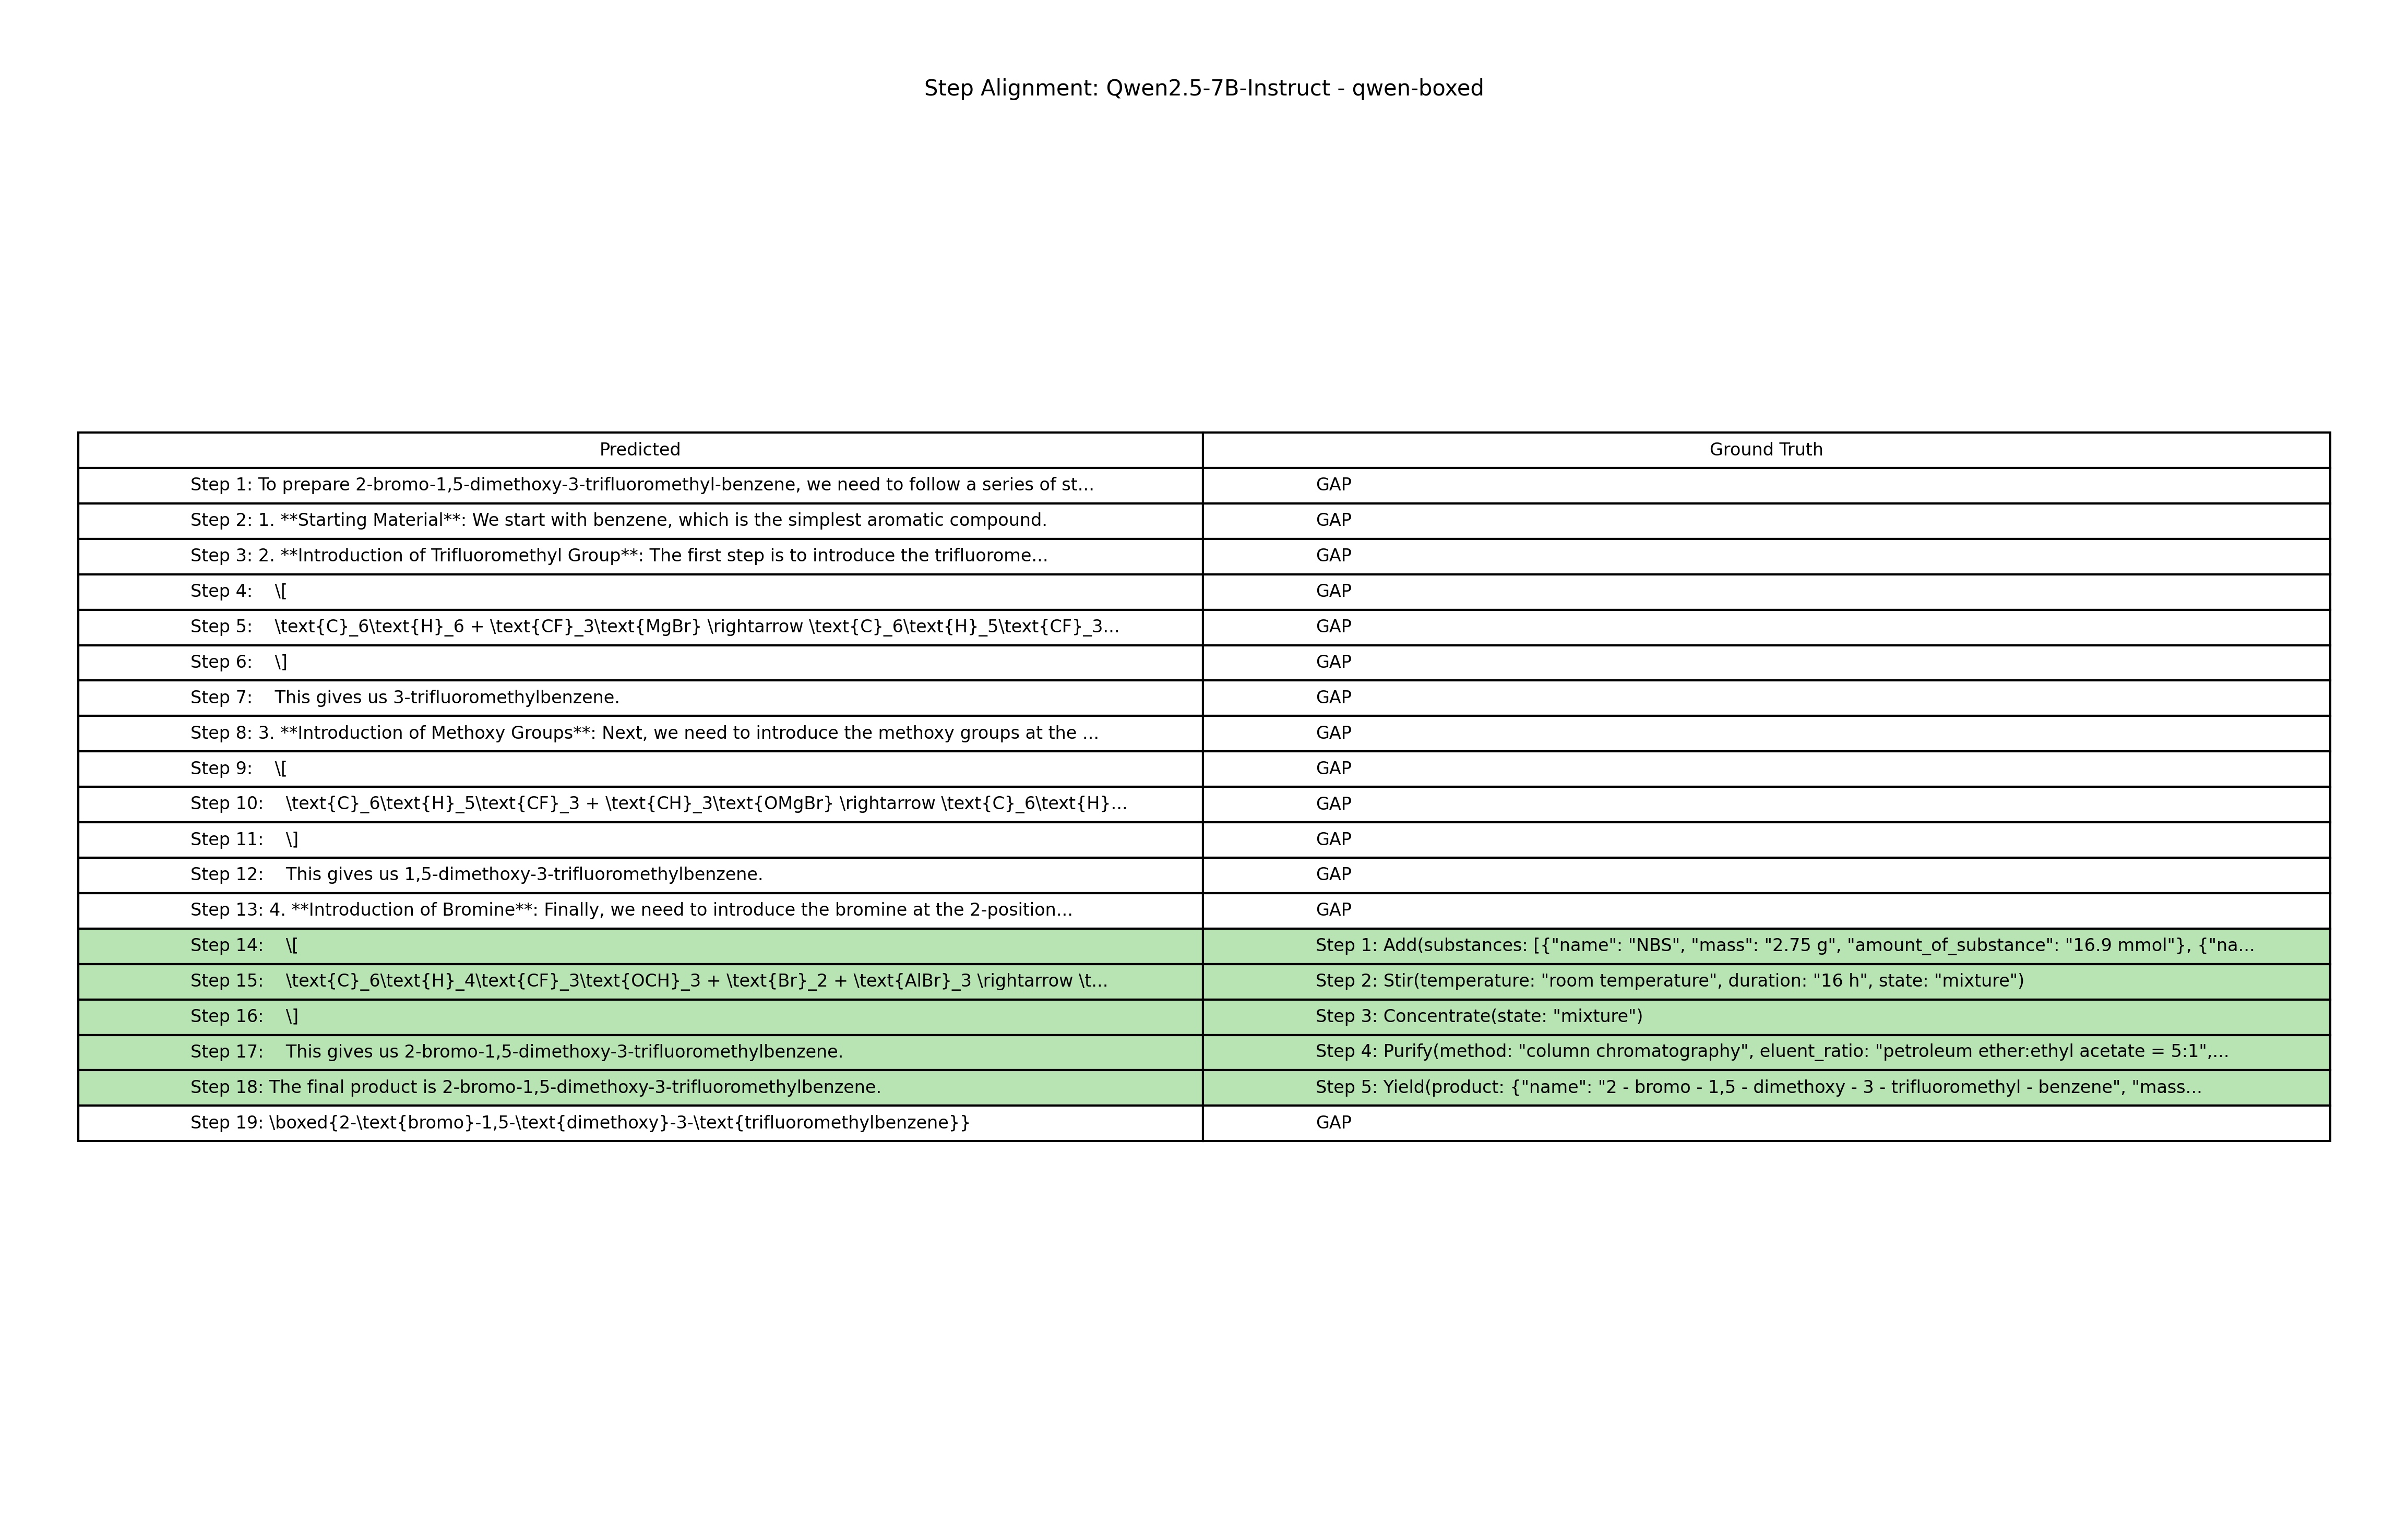 Step Alignment: Qwen2.5-7B-Instruct - qwen-boxed
Predicted Ground Truth
Step 1: To prepare 2-bromo-1,5-dimethoxy-3-trifluoromethyl-benzene, we need to follow a series of st... GAP
Step 2: 1. **Starting Material**: We start with benzene, which is the simplest aromatic compound. GAP
Step 3: 2. **Introduction of Trifluoromethyl Group**: The first step is to introduce the trifluorome... GAP
Step 4: \[ GAP
Step 5: \text{C}_6\text{H}_6 + \text{CF}_3\text{MgBr} \rightarrow \text{C}_6\text{H}_5\text{CF}_3... GAP
Step 6: \] GAP
Step 7: This gives us 3-trifluoromethylbenzene. GAP
Step 8: 3. **Introduction of Methoxy Groups**: Next, we need to introduce the methoxy groups at the ... GAP
Step 9: \[ GAP
Step 10: \text{C}_6\text{H}_5\text{CF}_3 + \text{CH}_3\text{OMgBr} \rightarrow \text{C}_6\text{H}... GAP
Step 11: \] GAP
Step 12: This gives us 1,5-dimethoxy-3-trifluoromethylbenzene. GAP
Step 13: 4. **Introduction of Bromine**: Finally, we need to introduce the bromine at the 2-position... GAP
Step 14: \[ Step 1: Add(substances: [{"name": "NBS", "mass": "2.75 g", "amount_of_substance": "16.9 mmol"}, {"na...
Step 15: \text{C}_6\text{H}_4\text{CF}_3\text{OCH}_3 + \text{Br}_2 + \text{AlBr}_3 \rightarrow \t... Step 2: Stir(temperature: "room temperature", duration: "16 h", state: "mixture")
Step 16: \] Step 3: Concentrate(state: "mixture")
Step 17: This gives us 2-bromo-1,5-dimethoxy-3-trifluoromethylbenzene. Step 4: Purify(method: "column chromatography", eluent_ratio: "petroleum ether:ethyl acetate = 5:1",...
Step 18: The final product is 2-bromo-1,5-dimethoxy-3-trifluoromethylbenzene. Step 5: Yield(product: {"name": "2 - bromo - 1,5 - dimethoxy - 3 - trifluoromethyl - benzene", "mass...
Step 19: \boxed{2-\text{bromo}-1,5-\text{dimethoxy}-3-\text{trifluoromethylbenzene}} GAP